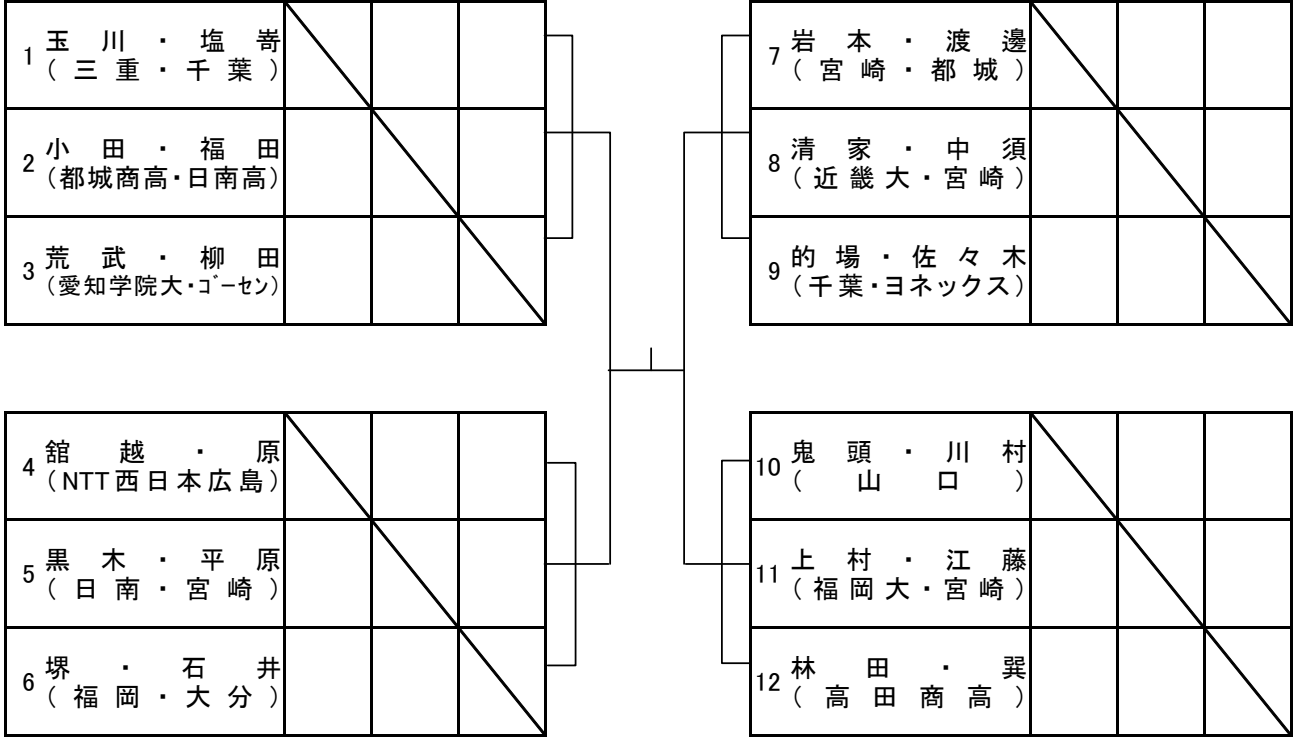 1 玉川・塩嵜
(三重・千葉)
2 小田・福田
(都城商高・日南高)
3 荒武・柳田
(愛知学院大・ｺﾞｰｾﾝ)
4 舘越・原
(NTT西日本広島)
5 黒木・平原
(日南・宮崎)
6 堺・石井
(福岡・大分)
7 岩本・渡邊
(宮崎・都城)
8 清家・中須
(近畿大・宮崎)
9 的場・佐々木
(千葉・ヨネックス)
10 鬼頭・川村
(山口)
11 上村・江藤
(福岡大・宮崎)
12 林田・巽
(高田商高)